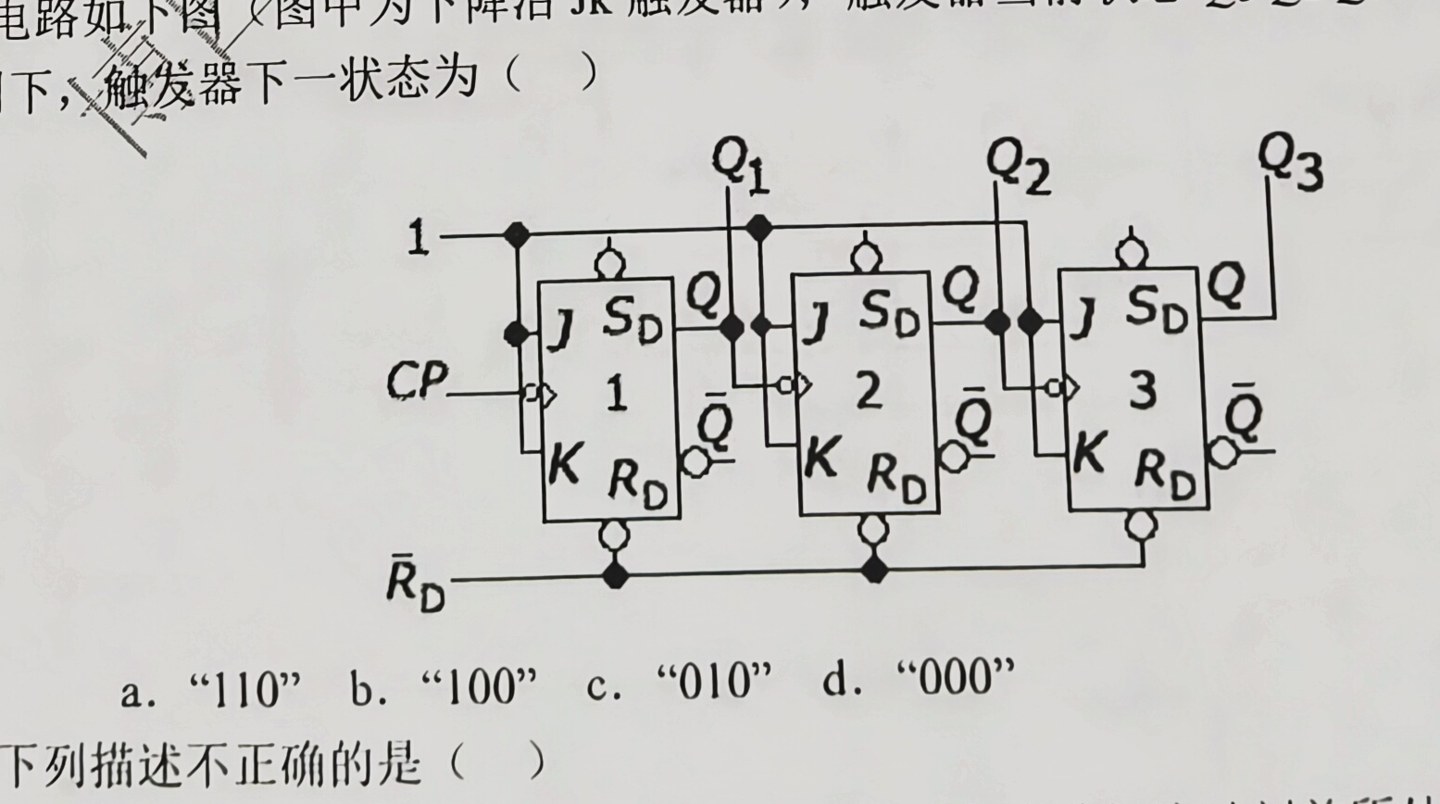 电路如下图（图中为下降沿 JK 触发器），触发器当前
下，触发器下一状态为（ ）
Q1 Q2 Q3
1
J SD Q J SD Q J SD Q
CP 1 2 3
K RD Q̄ K RD Q̄ K RD Q̄
R̄D
a. “110” b. “100” c. “010” d. “000”
下列描述不正确的是（ ）